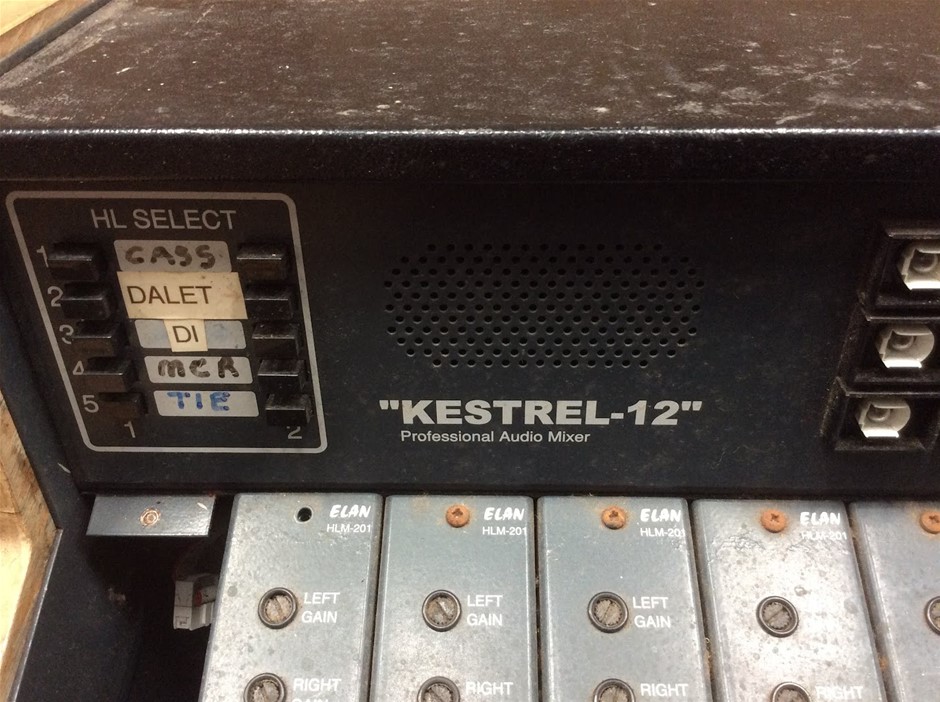 HL SELECT
1 CASS
2 DALET
3 DI
4 MCR
5 TIE
1 2
"KESTREL-12"
Professional Audio Mixer
ELAN
HLM-201
LEFT
GAIN
RIGHT
GAIN
ELAN
HLM-201
LEFT
GAIN
RIGHT
ELAN
HLM-201
LEFT
GAIN
RIGHT
ELAN
HLM-201
LEFT
GAIN
RIGHT